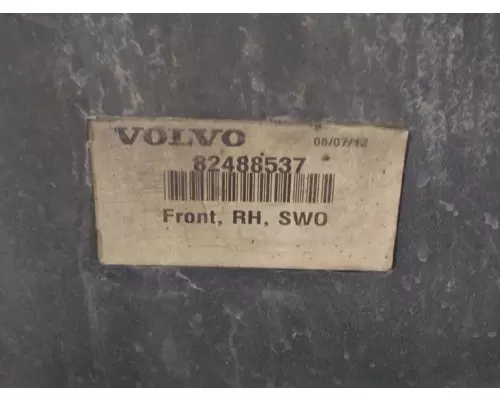 VOLVO 08/07/12
82488537
Front, RH, SWO